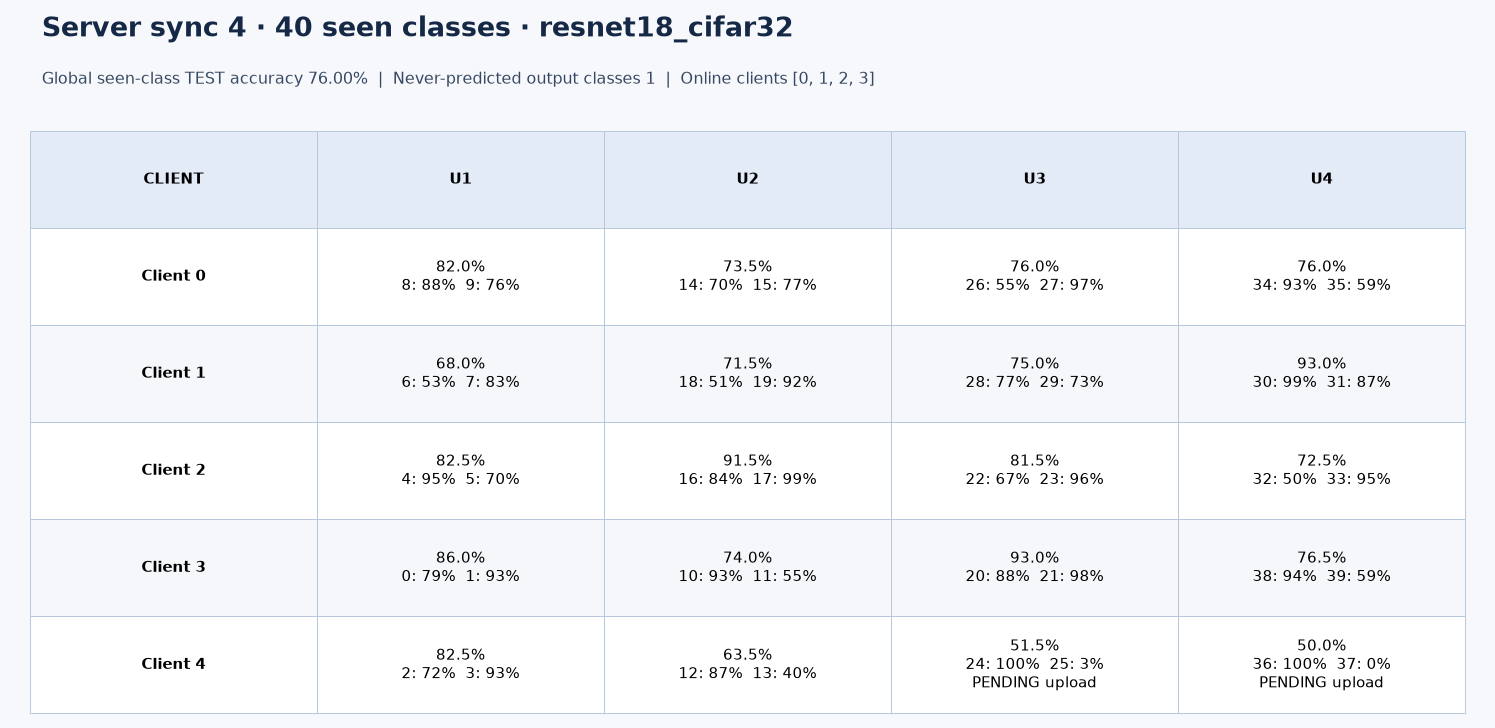 Server sync 4 · 40 seen classes · resnet18_cifar32
Global seen-class TEST accuracy 76.00%  |  Never-predicted output classes 1  |  Online clients [0, 1, 2, 3]
CLIENT U1 U2 U3 U4
Client 0
82.0%
8: 88%  9: 76%
73.5%
14: 70%  15: 77%
76.0%
26: 55%  27: 97%
76.0%
34: 93%  35: 59%
Client 1
68.0%
6: 53%  7: 83%
71.5%
18: 51%  19: 92%
75.0%
28: 77%  29: 73%
93.0%
30: 99%  31: 87%
Client 2
82.5%
4: 95%  5: 70%
91.5%
16: 84%  17: 99%
81.5%
22: 67%  23: 96%
72.5%
32: 50%  33: 95%
Client 3
86.0%
0: 79%  1: 93%
74.0%
10: 93%  11: 55%
93.0%
20: 88%  21: 98%
76.5%
38: 94%  39: 59%
Client 4
82.5%
2: 72%  3: 93%
63.5%
12: 87%  13: 40%
51.5%
24: 100%  25: 3%
PENDING upload
50.0%
36: 100%  37: 0%
PENDING upload